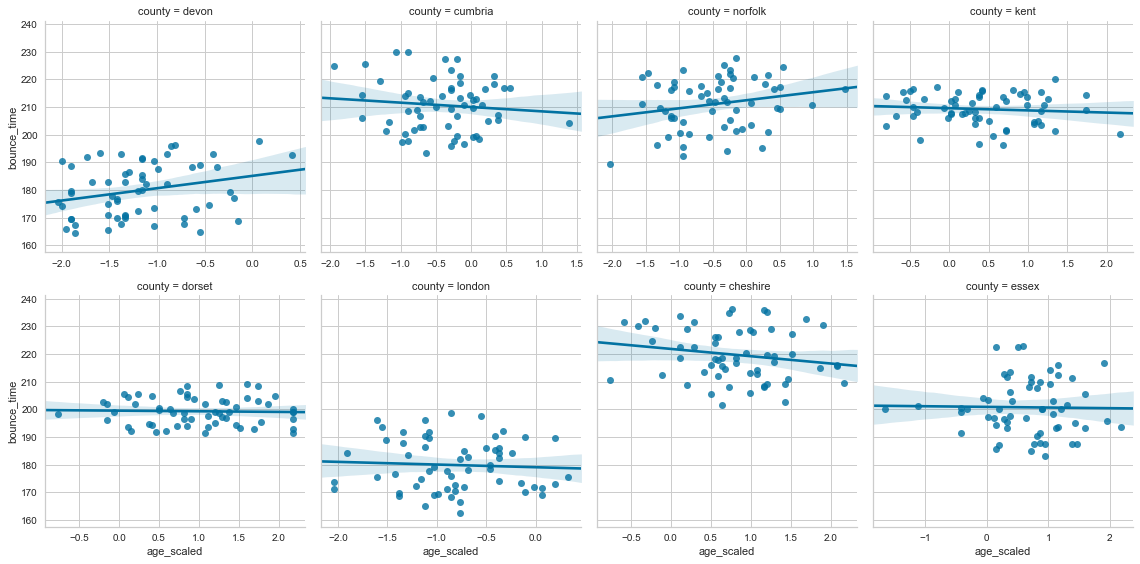 county = devon county = cumbria county = norfolk county = kent
240
230
220
210
200
190
180
170
160
bounce_time
−2.0 −1.5 −1.0 −0.5 0.0 0.5 −2.0 −1.5 −1.0 −0.5 0.0 0.5 1.0 1.5 −2.0 −1.5 −1.0 −0.5 0.0 0.5 1.0 1.5 −0.5 0.0 0.5 1.0 1.5 2.0
county = dorset county = london county = cheshire county = essex
240
230
220
210
200
190
180
170
160
bounce_time
−0.5 0.0 0.5 1.0 1.5 2.0 −2.0 −1.5 −1.0 −0.5 0.0 −0.5 0.0 0.5 1.0 1.5 2.0 −1 0 1 2
age_scaled age_scaled age_scaled age_scaled